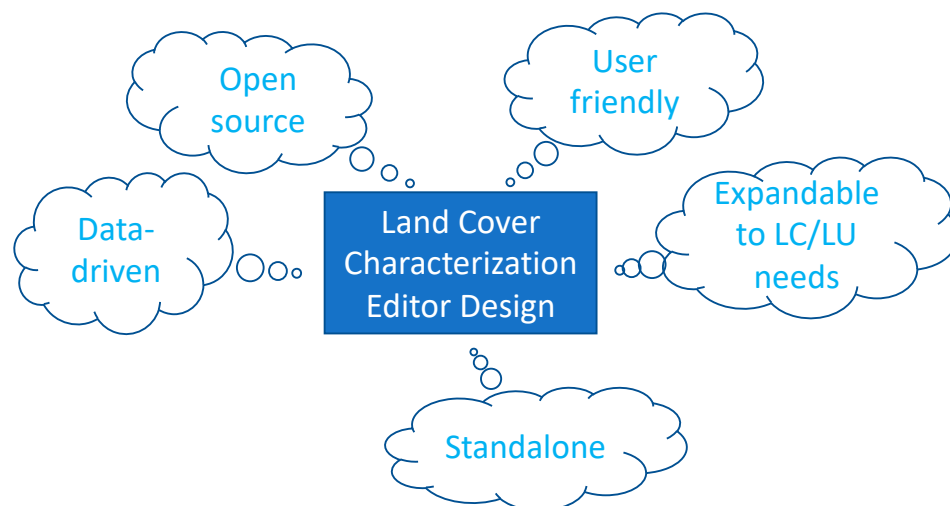 Open
source
User
friendly
Data-
driven
Land Cover
Characterization
Editor Design
Expandable
to LC/LU
needs
Standalone